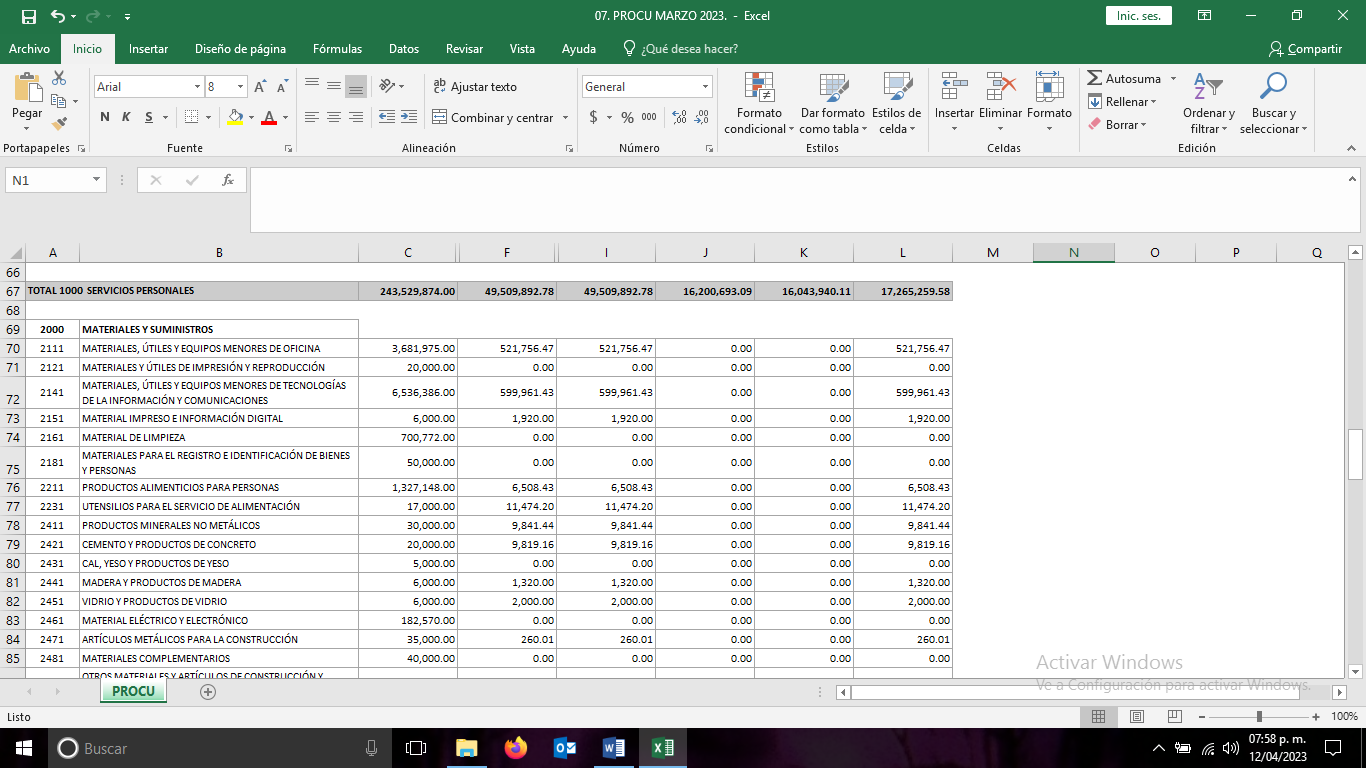 07. PROCU MARZO 2023. - Excel
Inic. ses.
Archivo Inicio Insertar Diseño de página Fórmulas Datos Revisar Vista Ayuda ¿Qué desea hacer? Compartir
Pegar
Arial 8
N K S
Ajustar texto
Combinar y centrar
General
$ % 000
Formato condicional
Dar formato como tabla
Estilos de celda
Insertar Eliminar Formato
Autosuma
Rellenar
Borrar
Ordenar y filtrar
Buscar y seleccionar
Portapapeles Fuente Alineación Número Estilos Celdas Edición
N1 fx
A B C F I J K L M N O P Q
66
67 TOTAL 1000 SERVICIOS PERSONALES 243,529,874.00 49,509,892.78 49,509,892.78 16,200,693.09 16,043,940.11 17,265,259.58
68
69 2000 MATERIALES Y SUMINISTROS
70 2111 MATERIALES, ÚTILES Y EQUIPOS MENORES DE OFICINA 3,681,975.00 521,756.47 521,756.47 0.00 0.00 521,756.47
71 2121 MATERIALES Y ÚTILES DE IMPRESIÓN Y REPRODUCCIÓN 20,000.00 0.00 0.00 0.00 0.00 0.00
72 2141 MATERIALES, ÚTILES Y EQUIPOS MENORES DE TECNOLOGÍAS
DE LA INFORMACIÓN Y COMUNICACIONES 6,536,386.00 599,961.43 599,961.43 0.00 0.00 599,961.43
73 2151 MATERIAL IMPRESO E INFORMACIÓN DIGITAL 6,000.00 1,920.00 1,920.00 0.00 0.00 1,920.00
74 2161 MATERIAL DE LIMPIEZA 700,772.00 0.00 0.00 0.00 0.00 0.00
75 2181 MATERIALES PARA EL REGISTRO E IDENTIFICACIÓN DE BIENES
Y PERSONAS 50,000.00 0.00 0.00 0.00 0.00 0.00
76 2211 PRODUCTOS ALIMENTICIOS PARA PERSONAS 1,327,148.00 6,508.43 6,508.43 0.00 0.00 6,508.43
77 2231 UTENSILIOS PARA EL SERVICIO DE ALIMENTACIÓN 17,000.00 11,474.20 11,474.20 0.00 0.00 11,474.20
78 2411 PRODUCTOS MINERALES NO METÁLICOS 30,000.00 9,841.44 9,841.44 0.00 0.00 9,841.44
79 2421 CEMENTO Y PRODUCTOS DE CONCRETO 20,000.00 9,819.16 9,819.16 0.00 0.00 9,819.16
80 2431 CAL, YESO Y PRODUCTOS DE YESO 5,000.00 0.00 0.00 0.00 0.00 0.00
81 2441 MADERA Y PRODUCTOS DE MADERA 6,000.00 1,320.00 1,320.00 0.00 0.00 1,320.00
82 2451 VIDRIO Y PRODUCTOS DE VIDRIO 6,000.00 2,000.00 2,000.00 0.00 0.00 2,000.00
83 2461 MATERIAL ELÉCTRICO Y ELECTRÓNICO 182,570.00 0.00 0.00 0.00 0.00 0.00
84 2471 ARTÍCULOS METÁLICOS PARA LA CONSTRUCCIÓN 35,000.00 260.01 260.01 0.00 0.00 260.01
85 2481 MATERIALES COMPLEMENTARIOS 40,000.00 0.00 0.00 0.00 0.00 0.00
OTROS MATERIALES Y ARTÍCULOS DE CONSTRUCCIÓN Y
Activar Windows
Ve a Configuración para activar Windows.
PROCU
Listo 100%
Buscar
07:58 p. m.
12/04/2023